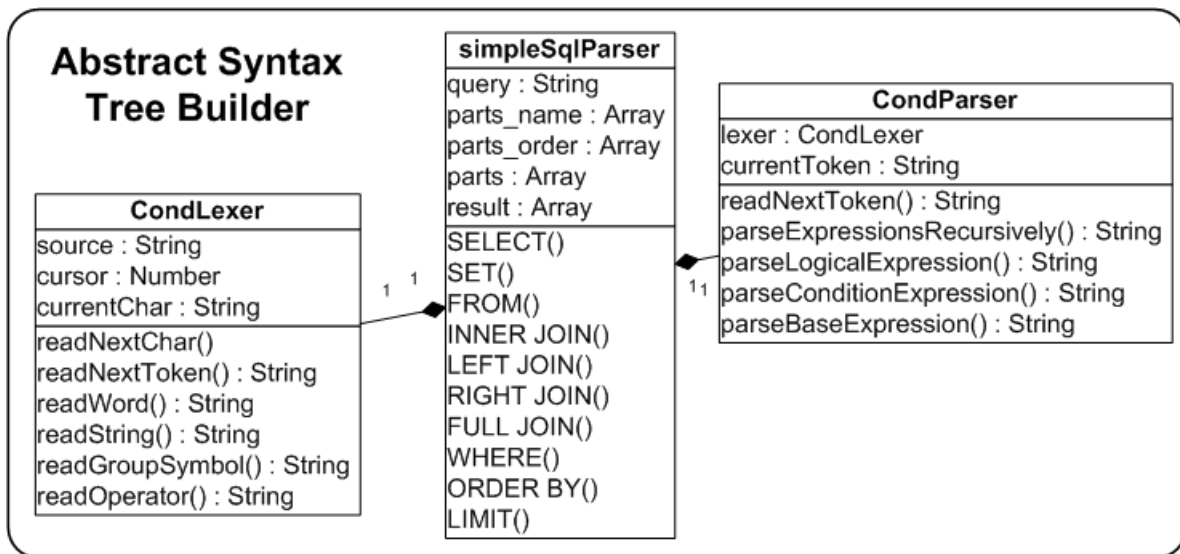 Abstract Syntax
Tree Builder
CondLexer
source : String
cursor : Number
currentChar : String
readNextChar()
readNextToken() : String
readWord() : String
readString() : String
readGroupSymbol() : String
readOperator() : String
1
1
simpleSqlParser
query : String
parts_name : Array
parts_order : Array
parts : Array
result : Array
SELECT()
SET()
FROM()
INNER JOIN()
LEFT JOIN()
RIGHT JOIN()
FULL JOIN()
WHERE()
ORDER BY()
LIMIT()
1
1
CondParser
lexer : CondLexer
currentToken : String
readNextToken() : String
parseExpressionsRecursively() : String
parseLogicalExpression() : String
parseConditionExpression() : String
parseBaseExpression() : String